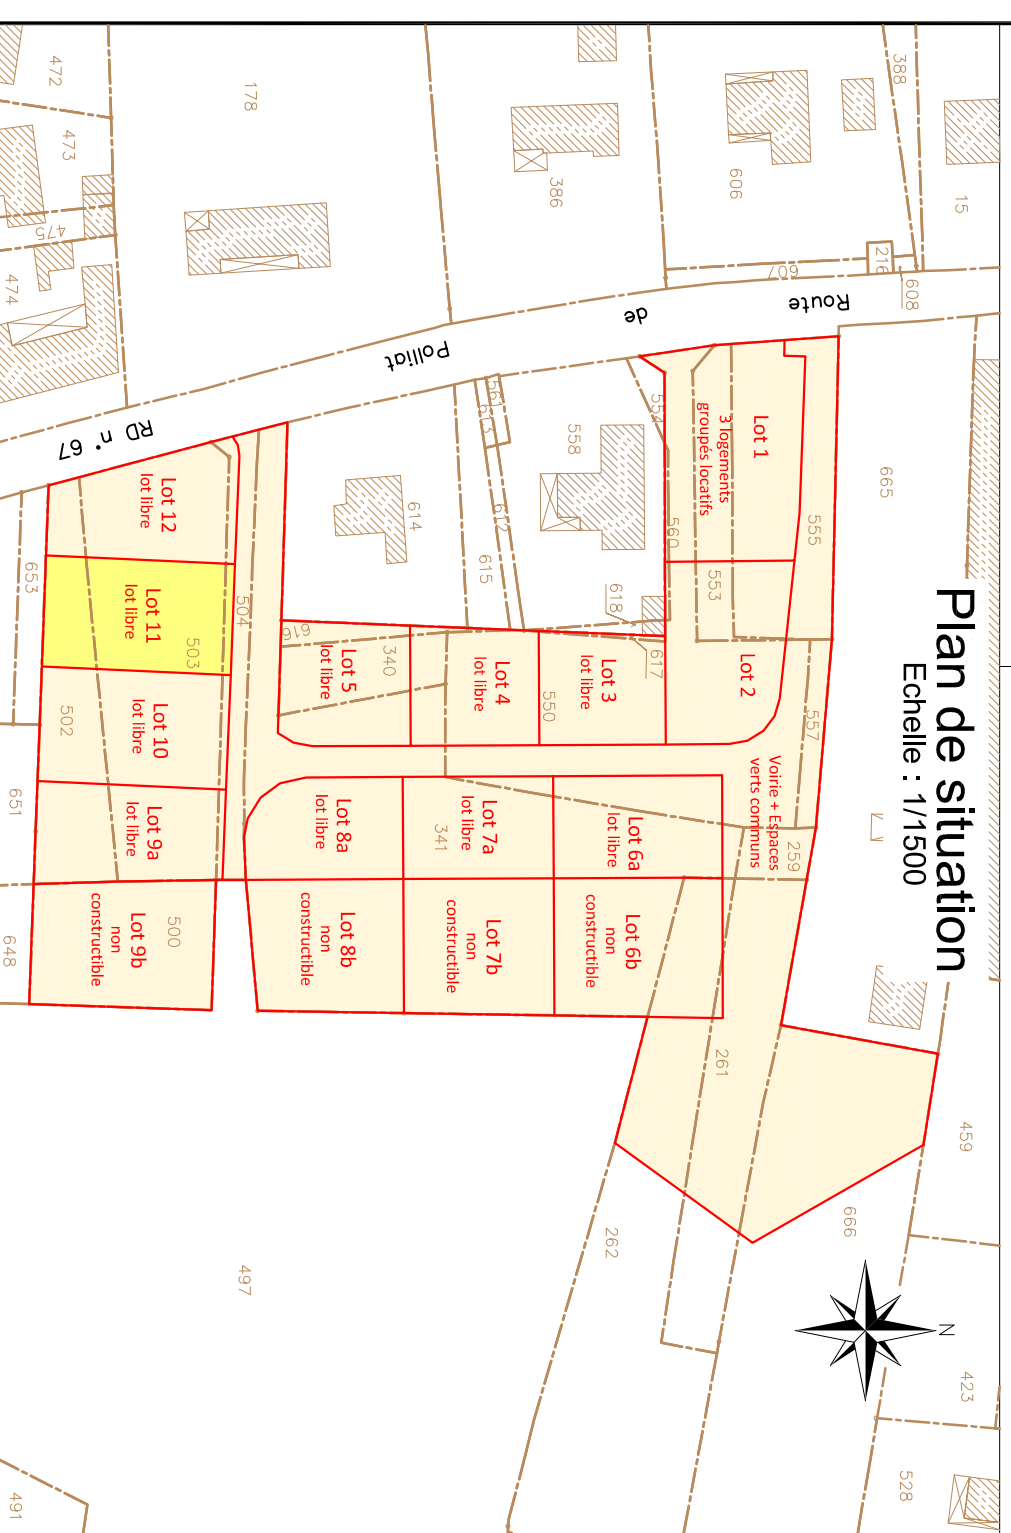 Plan de situation
Echelle : 1/1500
N
Route
de
Polliat
RD n° 67
Lot 1
3 logements
groupés locatifs
Lot 2
Lot 3
lot libre
Lot 4
lot libre
Lot 5
lot libre
Voirie + Espaces
verts communs
Lot 6a
lot libre
Lot 7a
lot libre
Lot 8a
lot libre
Lot 6b
non
constructible
Lot 7b
non
constructible
Lot 8b
non
constructible
Lot 9b
non
constructible
Lot 9a
lot libre
Lot 10
lot libre
Lot 11
lot libre
Lot 12
lot libre
15
388
216
608
607
606
386
178
472
473
475
474
665
555
553
560
554
558
561
613
612
615
614
618
617
616
340
550
557
259
341
504
503
502
500
653
651
648
261
262
497
491
459
666
423
528